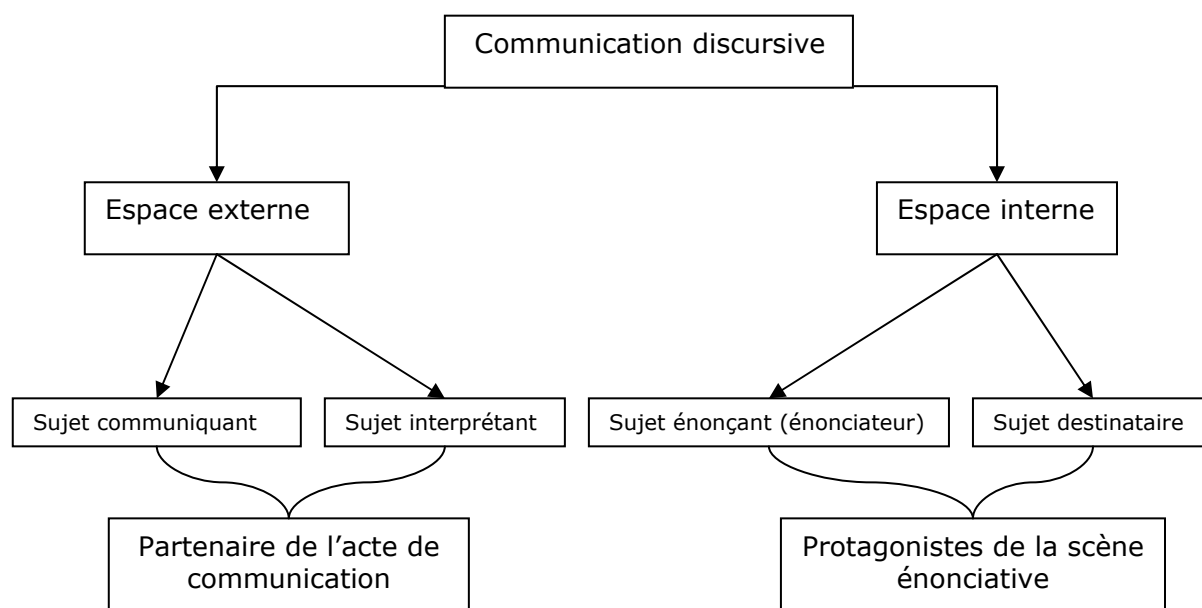 Communication discursive
Espace externe
Espace interne
Sujet communiquant
Sujet interprétant
Sujet énonçant (énonciateur)
Sujet destinataire
Partenaire de l’acte de
communication
Protagonistes de la scène
énonciative